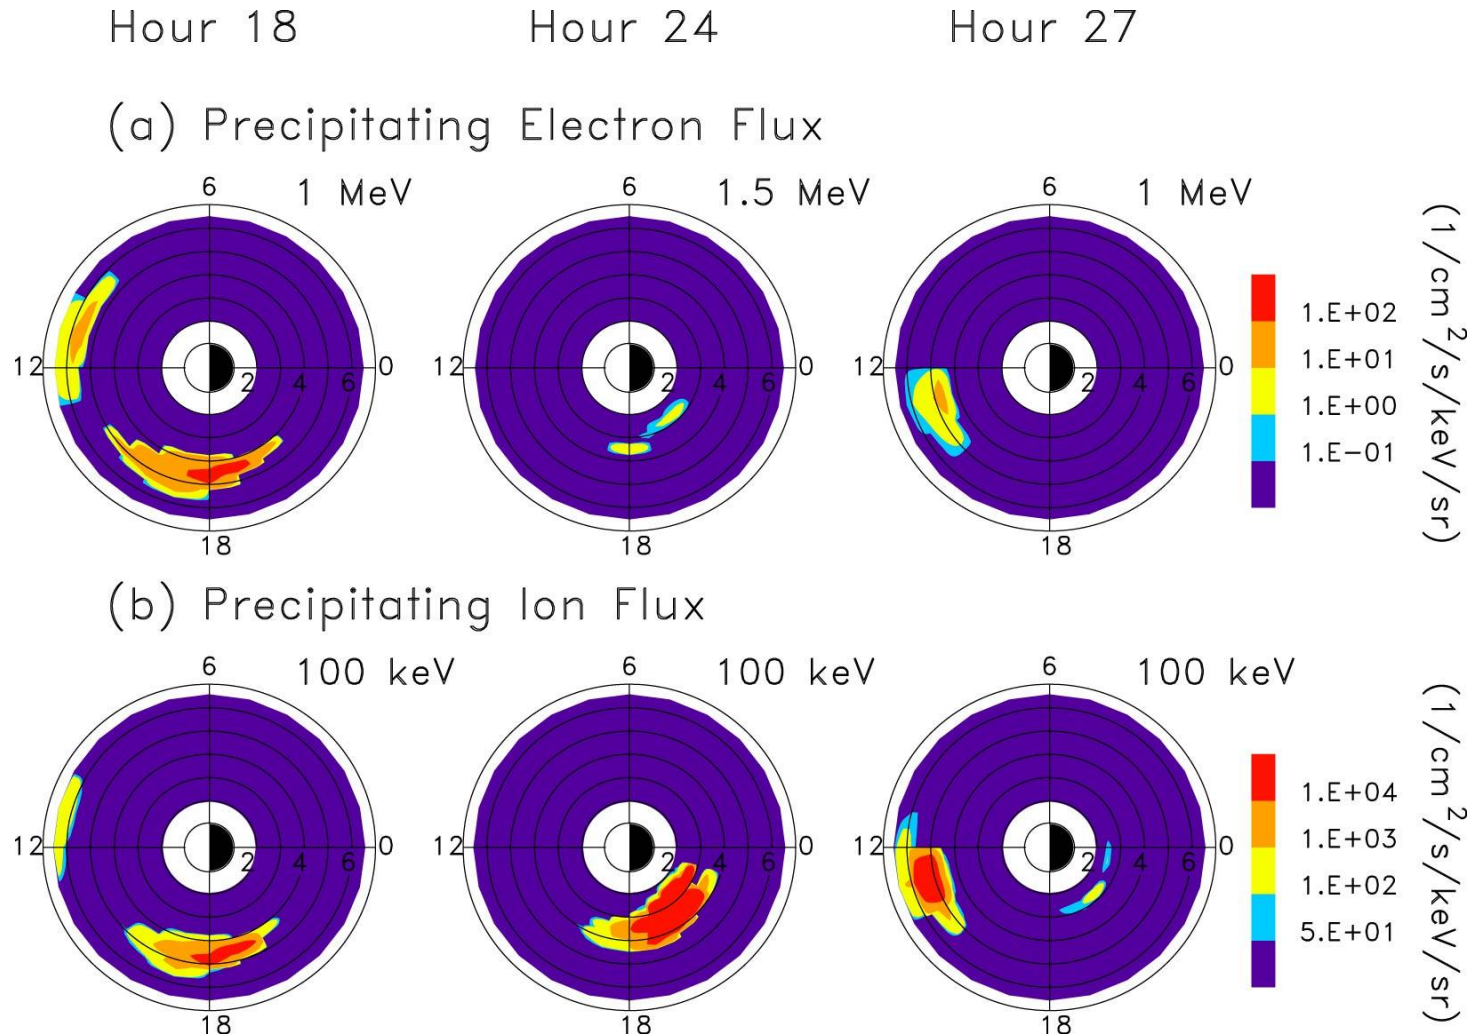 Hour 18 Hour 24 Hour 27
(a) Precipitating Electron Flux
6 1 MeV 6 1.5 MeV 6 1 MeV
12 2 4 6 0 12 2 4 6 0 12 2 4 6 0
18 18 18
1.E+02
1.E+01
1.E+00
1.E-01
(1/cm²/s/keV/sr)
(b) Precipitating Ion Flux
6 100 keV 6 100 keV 6 100 keV
12 2 4 6 0 12 2 4 6 0 12 2 4 6 0
18 18 18
1.E+04
1.E+03
1.E+02
5.E+01
(1/cm²/s/keV/sr)